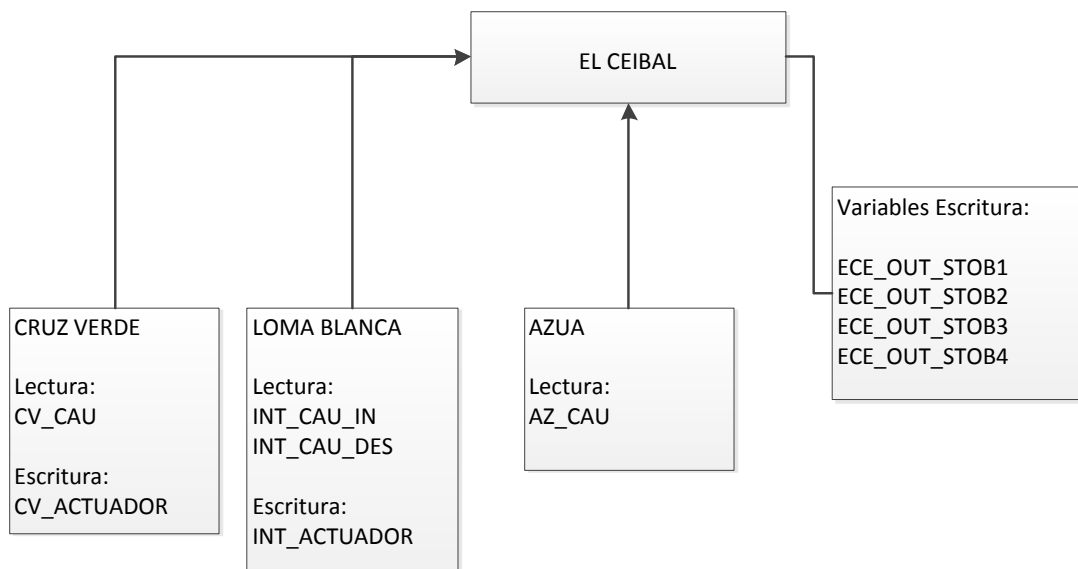 EL CEIBAL
Variables Escritura:
ECE_OUT_STOB1
ECE_OUT_STOB2
ECE_OUT_STOB3
ECE_OUT_STOB4
CRUZ VERDE
Lectura:
CV_CAU
Escritura:
CV_ACTUADOR
LOMA BLANCA
Lectura:
INT_CAU_IN
INT_CAU_DES
Escritura:
INT_ACTUADOR
AZUA
Lectura:
AZ_CAU